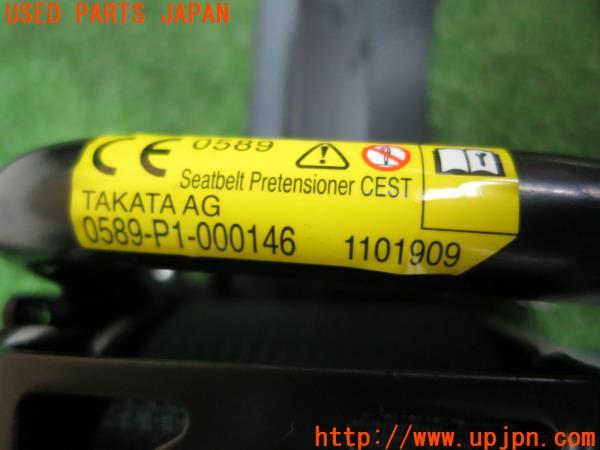 USED PARTS JAPAN
CE 0589
Seatbelt Pretensioner CEST
TAKATA AG
0589-P1-000146 1101909
http://www.upjpn.com/